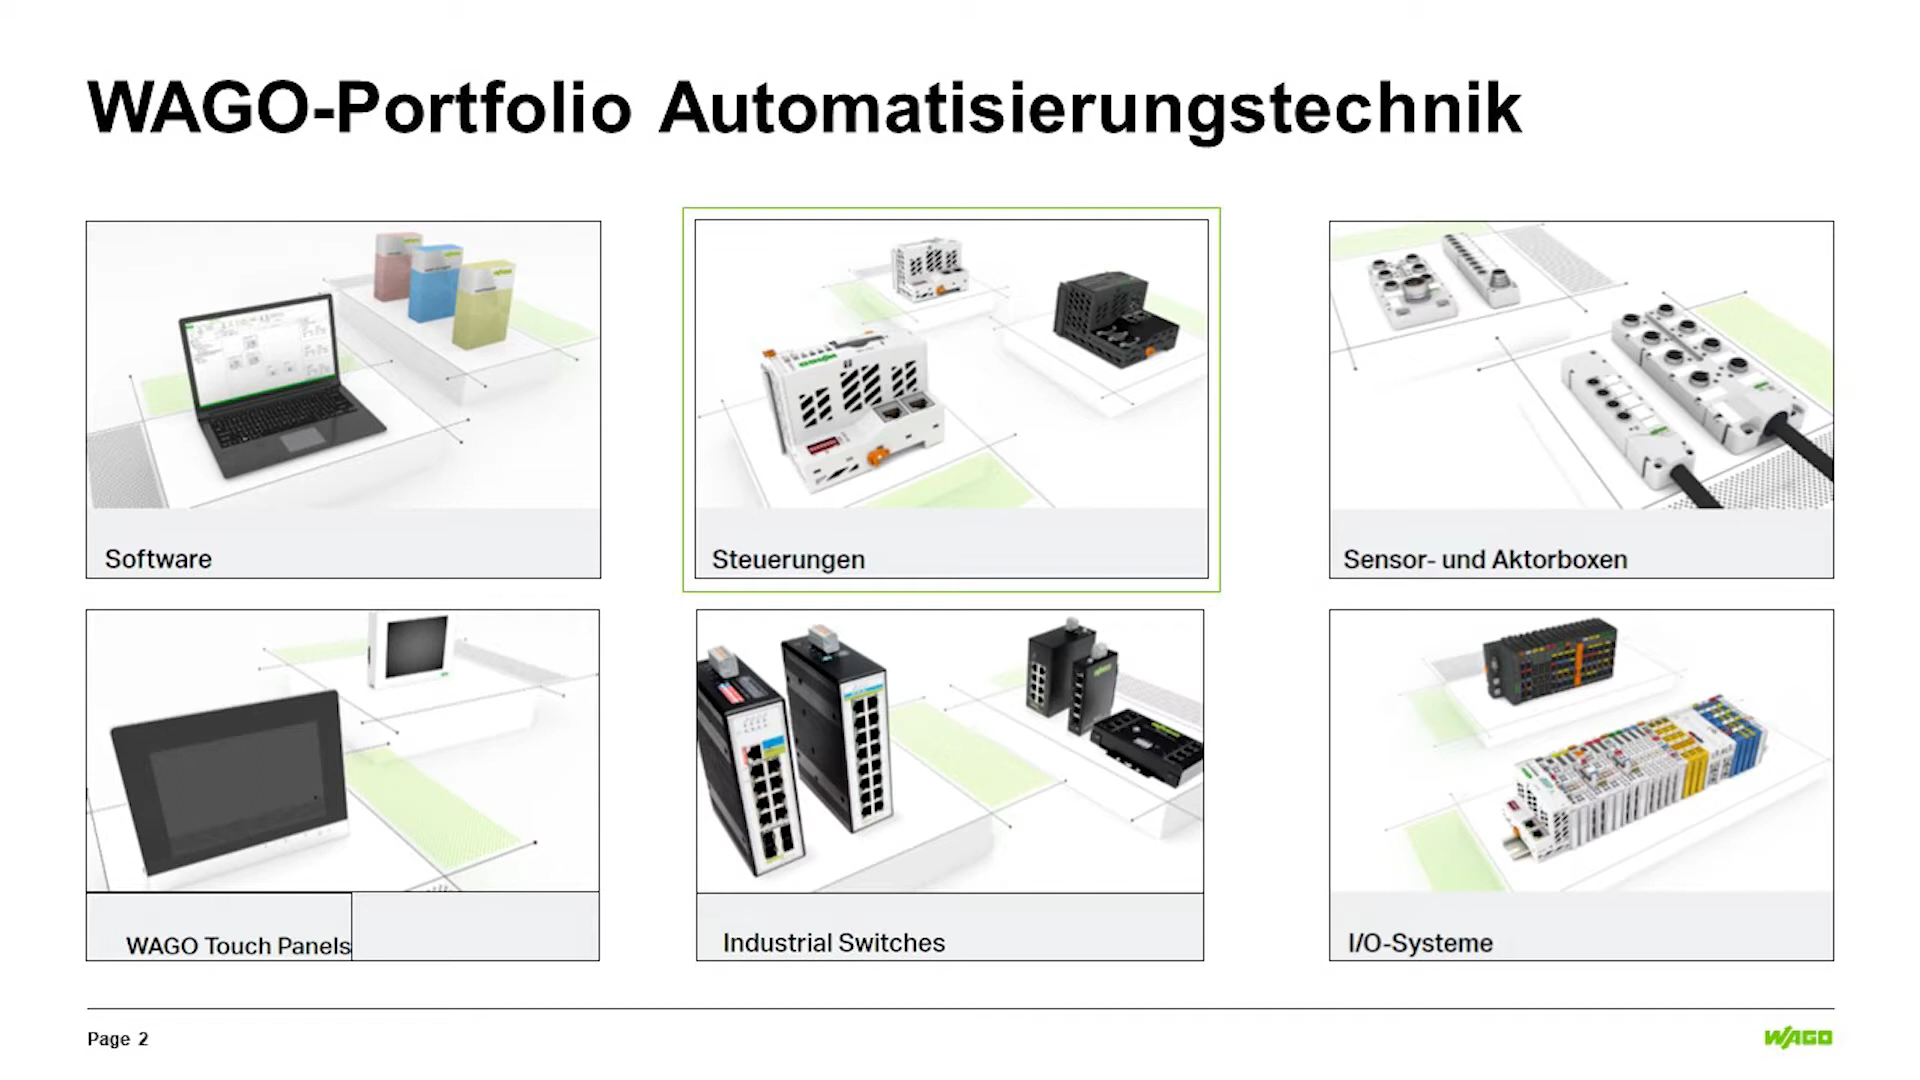 WAGO-Portfolio Automatisierungstechnik
Software
Steuerungen
Sensor- und Aktorboxen
WAGO Touch Panels
Industrial Switches
I/O-Systeme
Page 2
WAGO